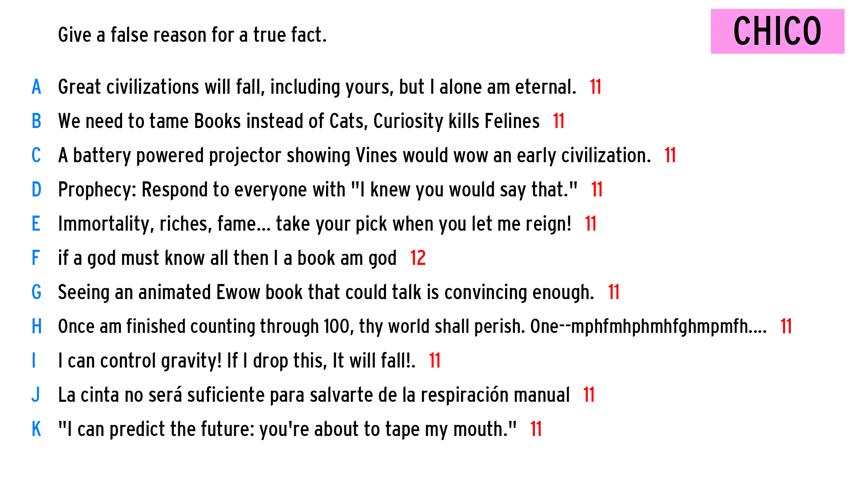 Give a false reason for a true fact.
CHICO
A Great civilizations will fall, including yours, but I alone am eternal. 11
B We need to tame Books instead of Cats, Curiosity kills Felines 11
C A battery powered projector showing Vines would wow an early civilization. 11
D Prophecy: Respond to everyone with "I knew you would say that." 11
E Immortality, riches, fame... take your pick when you let me reign! 11
F if a god must know all then I a book am god 12
G Seeing an animated Ewow book that could talk is convincing enough. 11
H Once am finished counting through 100, thy world shall perish. One--mphfmhphmhfghmpmfh.... 11
I I can control gravity! If I drop this, It will fall!. 11
J La cinta no será suficiente para salvarte de la respiración manual 11
K "I can predict the future: you're about to tape my mouth." 11